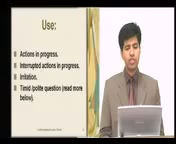 Use:
Actions in progress.
Interrupted actions in progress.
Irritation.
Timid /polite question (read more
below).